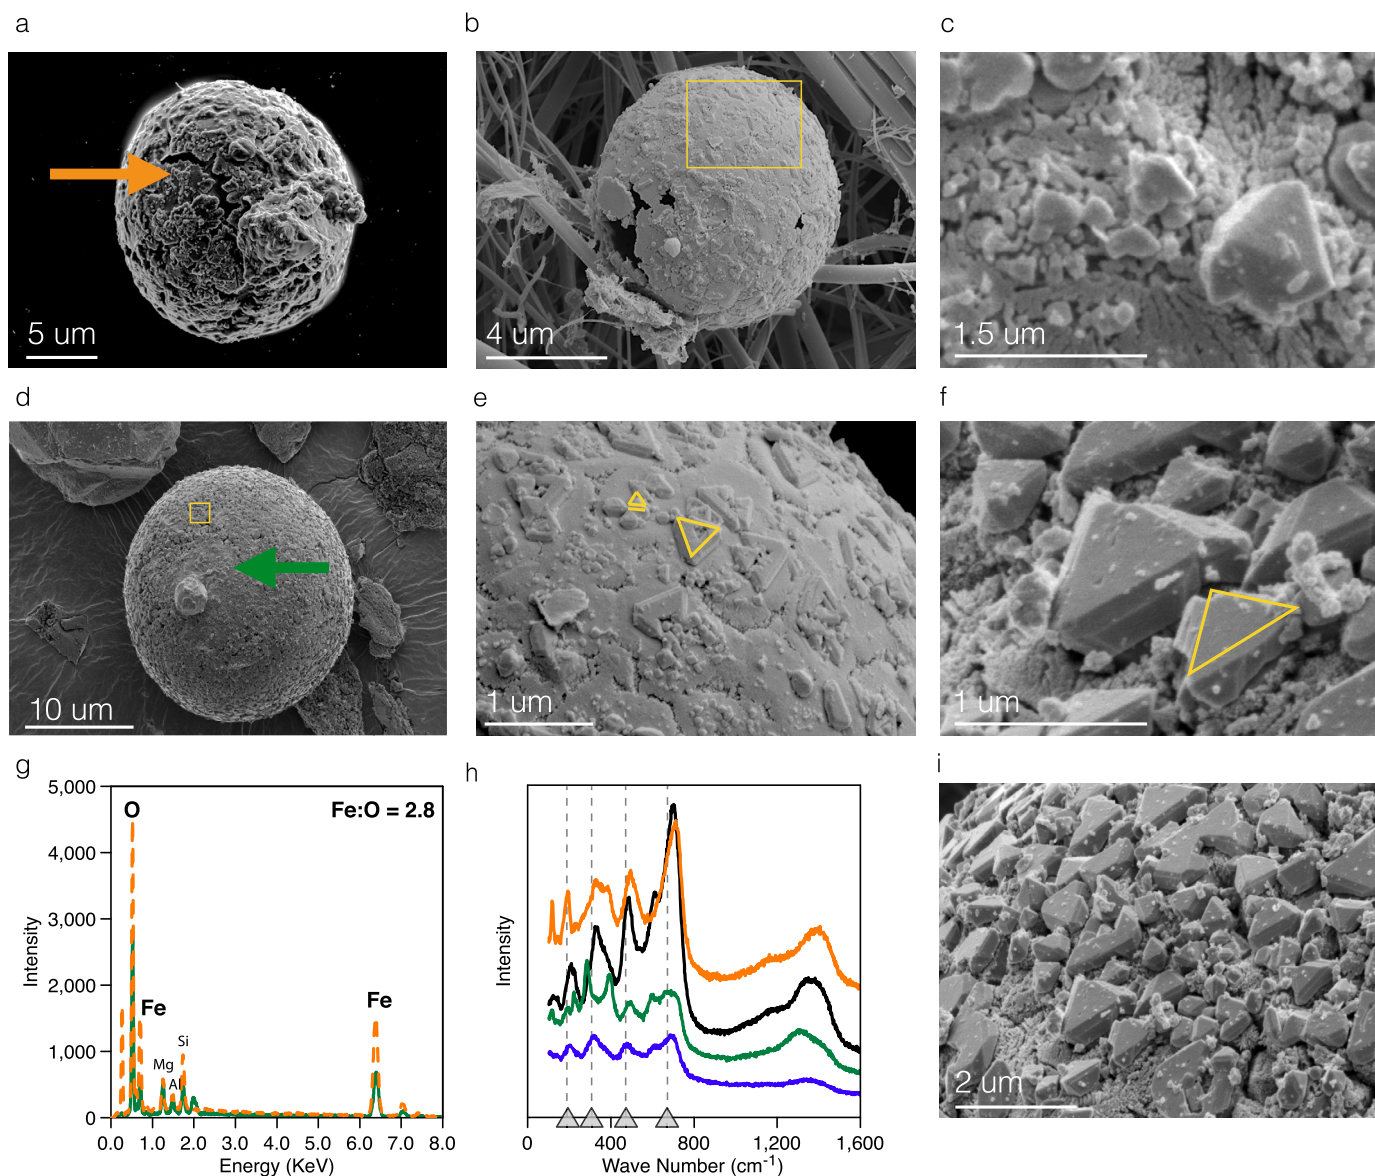 a
b
c
5 um
4 um
1.5 um
d
e
f
10 um
1 um
1 um
g
h
i
5,000
4,000
3,000
2,000
1,000
0
Intensity
O
Fe:O = 2.8
Fe
Mg
Al
Si
Fe
0.0 1.0 2.0 3.0 4.0 5.0 6.0 7.0 8.0
Energy (KeV)
Intensity
0 400 800 1,200 1,600
Wave Number (cm-1)
2 um